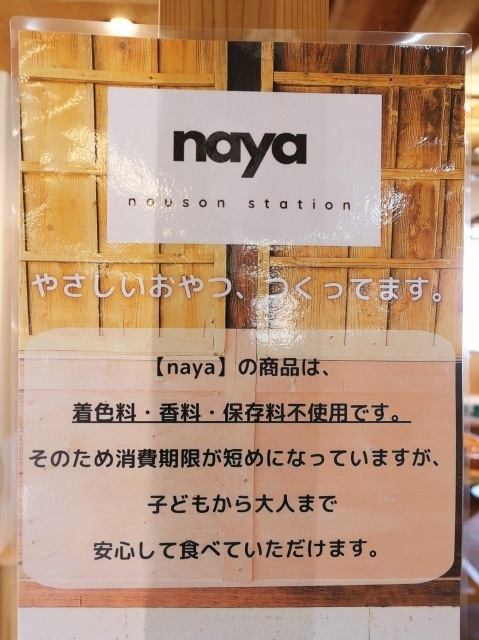 naya
nouson station
やさしいおやつ、つくってます。
【naya】の商品は、
着色料・香料・保存料不使用です。
そのため消費期限が短めになっていますが、
子どもから大人まで
安心して食べていただけます。